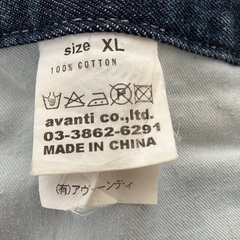 size XL
100% COTTON
avanti co.,ltd.
03-3862-6291
MADE IN CHINA
(有)アヴァーンティ